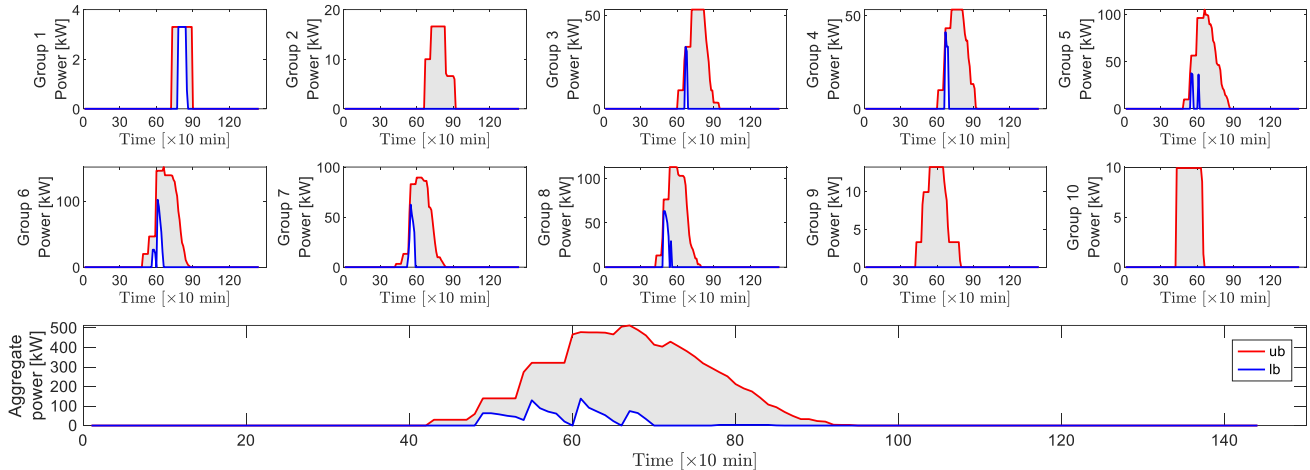 Group 1
Power [kW]
4
2
0
0 30 60 90 120
Time [×10 min]
Group 2
Power [kW]
20
10
0
0 30 60 90 120
Time [×10 min]
Group 3
Power [kW]
50
0
0 30 60 90 120
Time [×10 min]
Group 4
Power [kW]
50
0
0 30 60 90 120
Time [×10 min]
Group 5
Power [kW]
100
50
0
0 30 60 90 120
Time [×10 min]
Group 6
Power [kW]
100
0
0 30 60 90 120
Time [×10 min]
Group 7
Power [kW]
100
50
0
0 30 60 90 120
Time [×10 min]
Group 8
Power [kW]
100
50
0
0 30 60 90 120
Time [×10 min]
Group 9
Power [kW]
10
5
0
0 30 60 90 120
Time [×10 min]
Group 10
Power [kW]
10
5
0
0 30 60 90 120
Time [×10 min]
Aggregate
power [kW]
500
400
300
200
100
0
0 20 40 60 80 100 120 140
Time [×10 min]
ub
lb